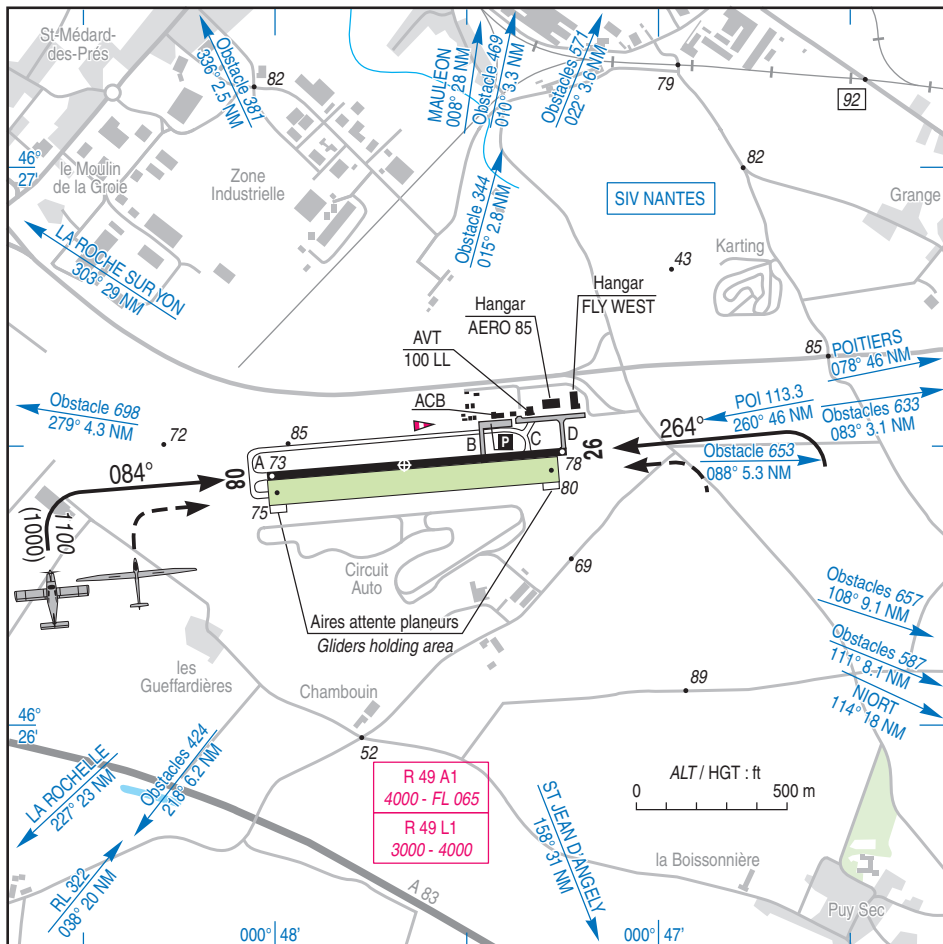 St-Médard-
des-Prés
Obstacle 381
336° 2.5 NM
82
MAULEON
008° 28 NM
Obstacle 469
010° 3.3 NM
Obstacles 571
022° 3.6 NM
79
92
46°
27'
le Moulin
de la Groie
Zone
Industrielle
Obstacle 344
015° 2.8 NM
SIV NANTES
82
Grange
LA ROCHE SUR YON
303° 29 NM
43
Karting
Hangar
AERO 85
Hangar
FLY WEST
AVT
100 LL
ACB
85
POITIERS
078° 46 NM
POI 113.3
260° 46 NM
Obstacles 633
083° 3.1 NM
Obstacle 698
279° 4.3 NM
72
85
B
P
C
D
264°
Obstacle 653
088° 5.3 NM
084°
08
A
73
78
26
80
75
1100
(1000)
Circuit
Auto
69
Aires attente planeurs
Gliders holding area
Obstacles 657
108° 9.1 NM
Obstacles 587
111° 8.1 NM
NIORT
114° 18 NM
les
Gueffardières
Chambouin
89
46°
26'
52
LA ROCHELLE
227° 23 NM
Obstacles 424
218° 6.2 NM
R 49 A1
4000 - FL 065
R 49 L1
3000 - 4000
ST JEAN D'ANGELY
158° 31 NM
ALT / HGT : ft
0 500 m
RL 322
038° 20 NM
A 83
la Boissonnière
Puy Sec
000° 48'
000° 47'